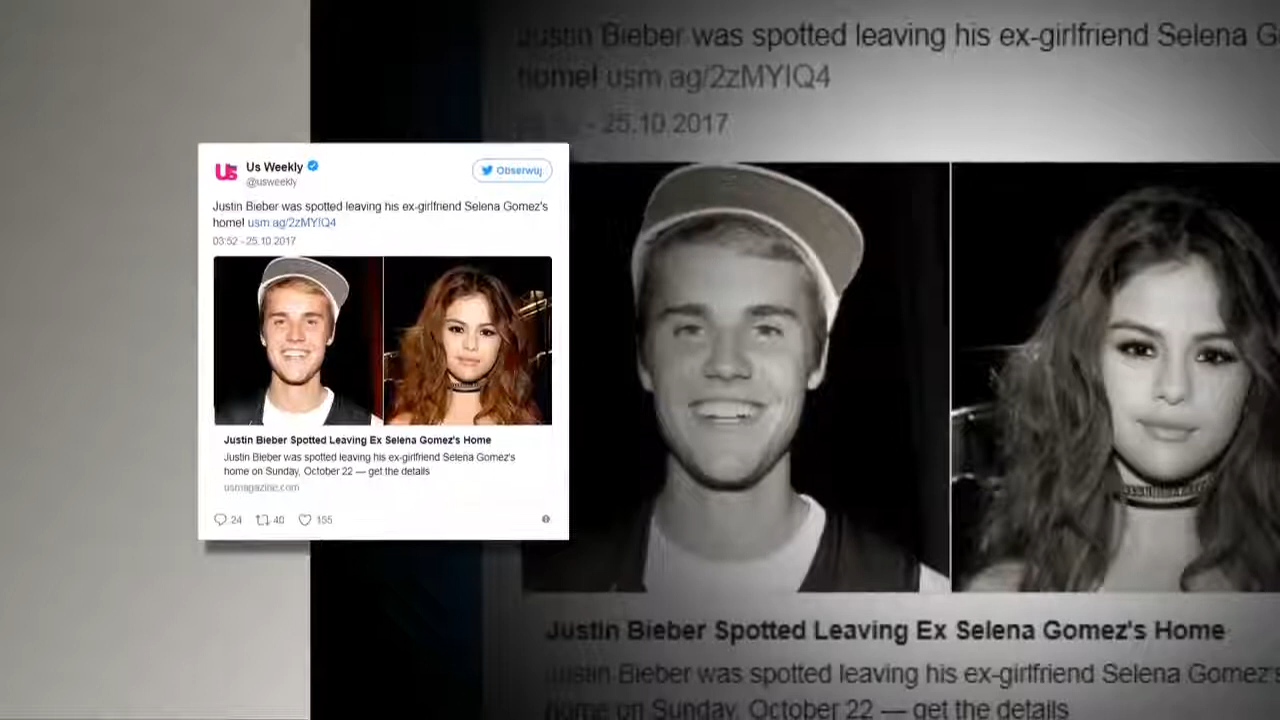 Us Weekly
@usweekly
Obserwuj
Justin Bieber was spotted leaving his ex-girlfriend Selena Gomez's
home! usm.ag/2zMYIQ4
03:52 - 25.10.2017
Justin Bieber Spotted Leaving Ex Selena Gomez's Home
Justin Bieber was spotted leaving his ex-girlfriend Selena Gomez's
home on Sunday, October 22 — get the details
usmagazine.com
24 40 155
Justin Bieber was spotted leaving his ex-girlfriend Selena G
home! usm.ag/2zMYIQ4
- 25.10.2017
Justin Bieber Spotted Leaving Ex Selena Gomez's Home
Justin Bieber was spotted leaving his ex-girlfriend Selena Gomez's
home on Sunday, October 22 — get the details